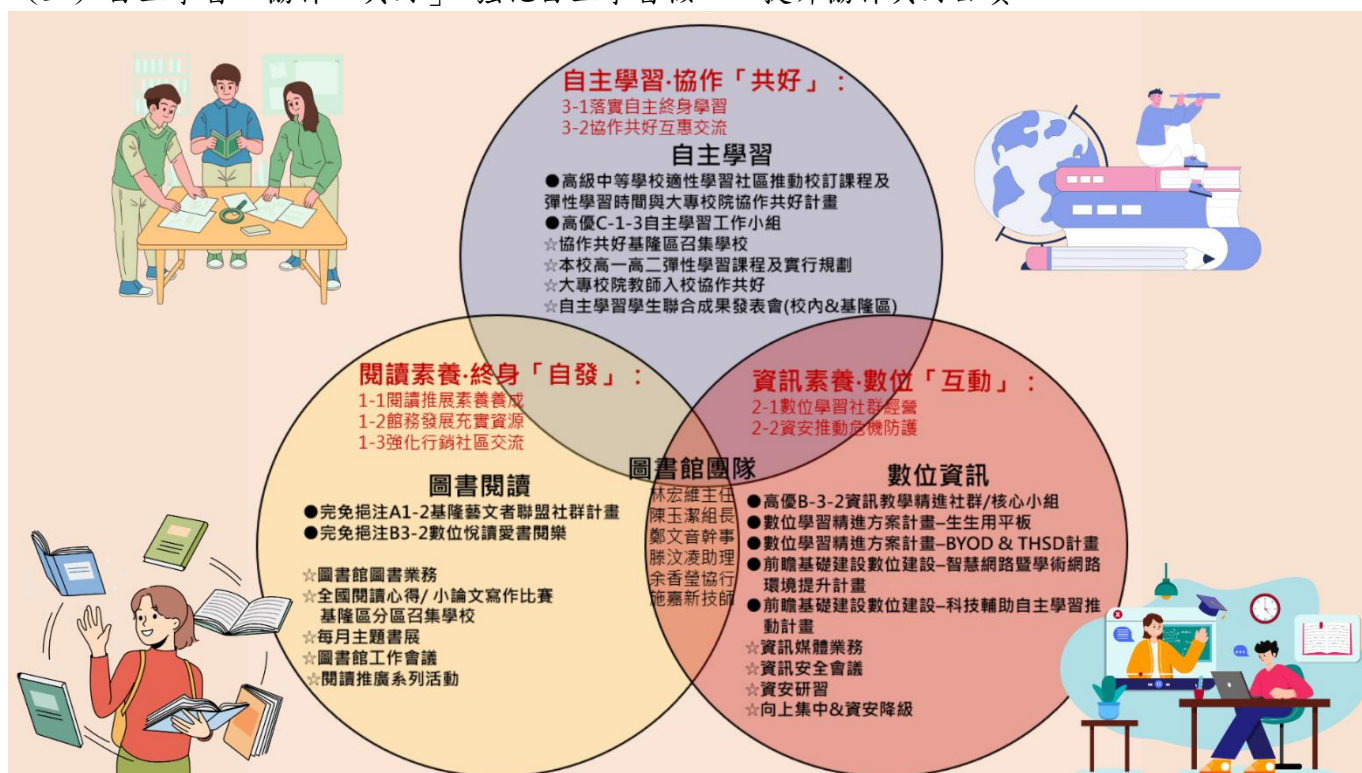 自主學習‧協作「共好」：
3-1落實自主終身學習
3-2協作共好互惠交流
自主學習
●高級中等學校適性學習社區推動校訂課程及
彈性學習時間與大專校院協作共好計畫
●高優C-1-3自主學習工作小組
☆協作共好基隆區召集學校
☆本校高一高二彈性學習課程及實行規劃
☆大專校院教師入校協作共好
☆自主學習學生聯合成果發表會(校內&基隆區)
閱讀素養‧終身「自發」：
1-1閱讀推展素養養成
1-2館務發展充實資源
1-3強化行銷社區交流
圖書閱讀
●完免挹注A1-2基隆藝文者聯盟社群計畫
●完免挹注B3-2數位悅讀愛書閱樂
☆圖書館圖書業務
☆全國閱讀心得/ 小論文寫作比賽
基隆區分區召集學校
☆每月主題書展
☆圖書館工作會議
☆閱讀推廣系列活動
圖書館團隊
林宏維主任
陳玉潔組長
鄭文音幹事
滕汶凌助理
余香瑩協行
施嘉新技師
資訊素養‧數位「互動」：
2-1數位學習社群經營
2-2資安推動危機防護
數位資訊
●高優B-3-2資訊教學精進社群/核心小組
●數位學習精進方案計畫–生生用平板
●數位學習精進方案計畫–BYOD & THSD計畫
●前瞻基礎建設數位建設–智慧網路暨學術網路
環境提升計畫
●前瞻基礎建設數位建設–科技輔助自主學習推
動計畫
☆資訊媒體業務
☆資訊安全會議
☆資安研習
☆向上集中&資安降級